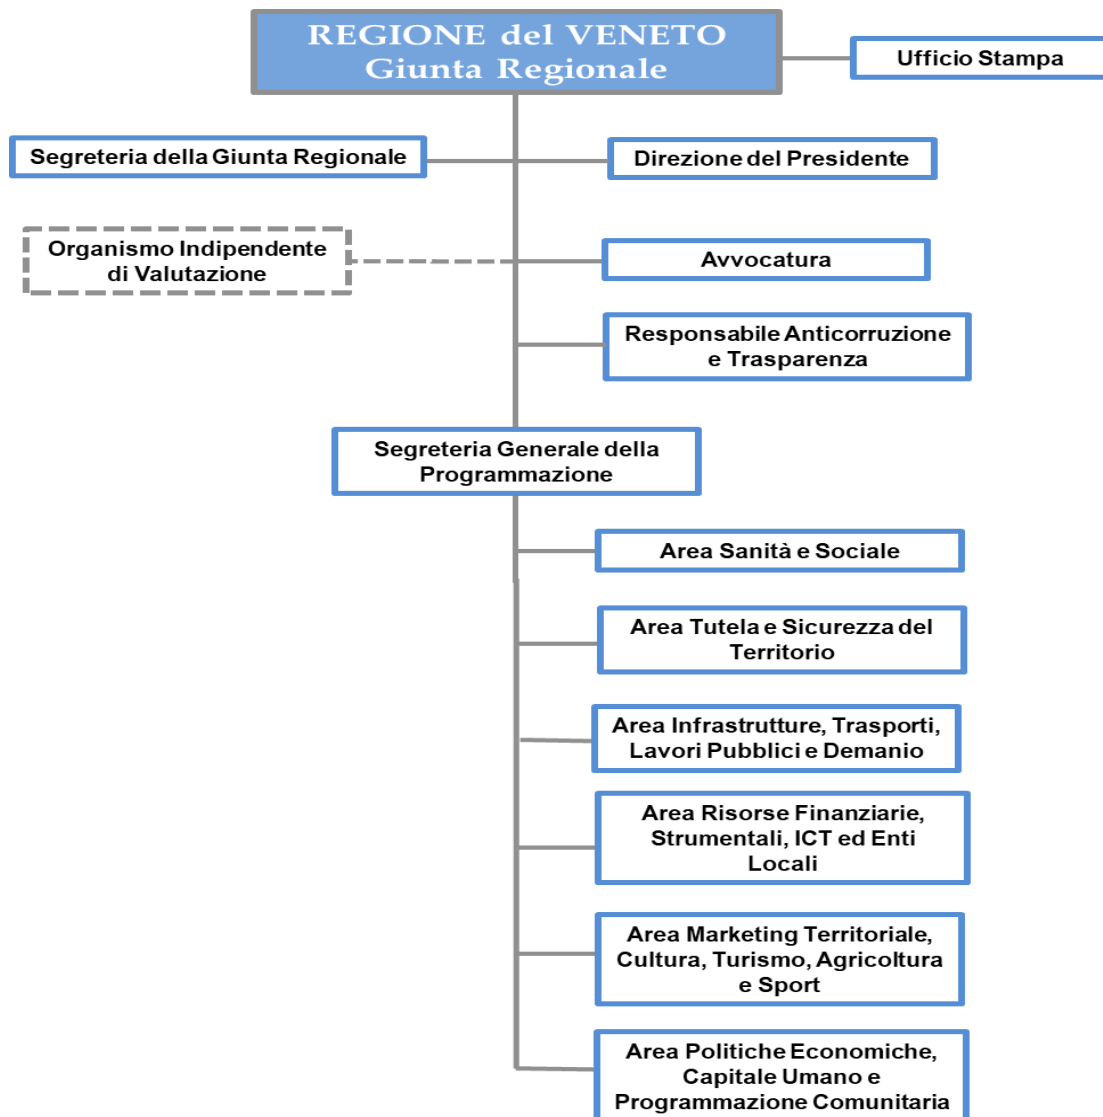 REGIONE del VENETO
Giunta Regionale
Ufficio Stampa
Segreteria della Giunta Regionale
Direzione del Presidente
Organismo Indipendente
di Valutazione
Avvocatura
Responsabile Anticorruzione
e Trasparenza
Segreteria Generale della
Programmazione
Area Sanità e Sociale
Area Tutela e Sicurezza del
Territorio
Area Infrastrutture, Trasporti,
Lavori Pubblici e Demanio
Area Risorse Finanziarie,
Strumentali, ICT ed Enti
Locali
Area Marketing Territoriale,
Cultura, Turismo, Agricoltura
e Sport
Area Politiche Economiche,
Capitale Umano e
Programmazione Comunitaria